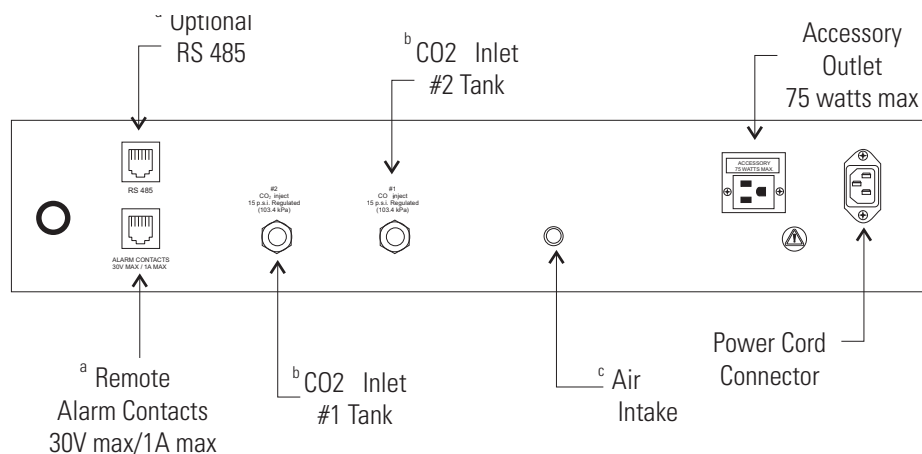 a Optional
RS 485
b CO2 Inlet
#2 Tank
Accessory
Outlet
75 watts max
RS 485
ALARM CONTACTS
30V MAX / 1A MAX
#2
CO2 inject
15 p.s.i. Regulated
(103.4 kPa)
#1
CO inject
15 p.s.i. Regulated
(103.4 kPa)
ACCESSORY
75 WATTS MAX.
a Remote
Alarm Contacts
30V max/1A max
b CO2 Inlet
#1 Tank
c Air
Intake
Power Cord
Connector